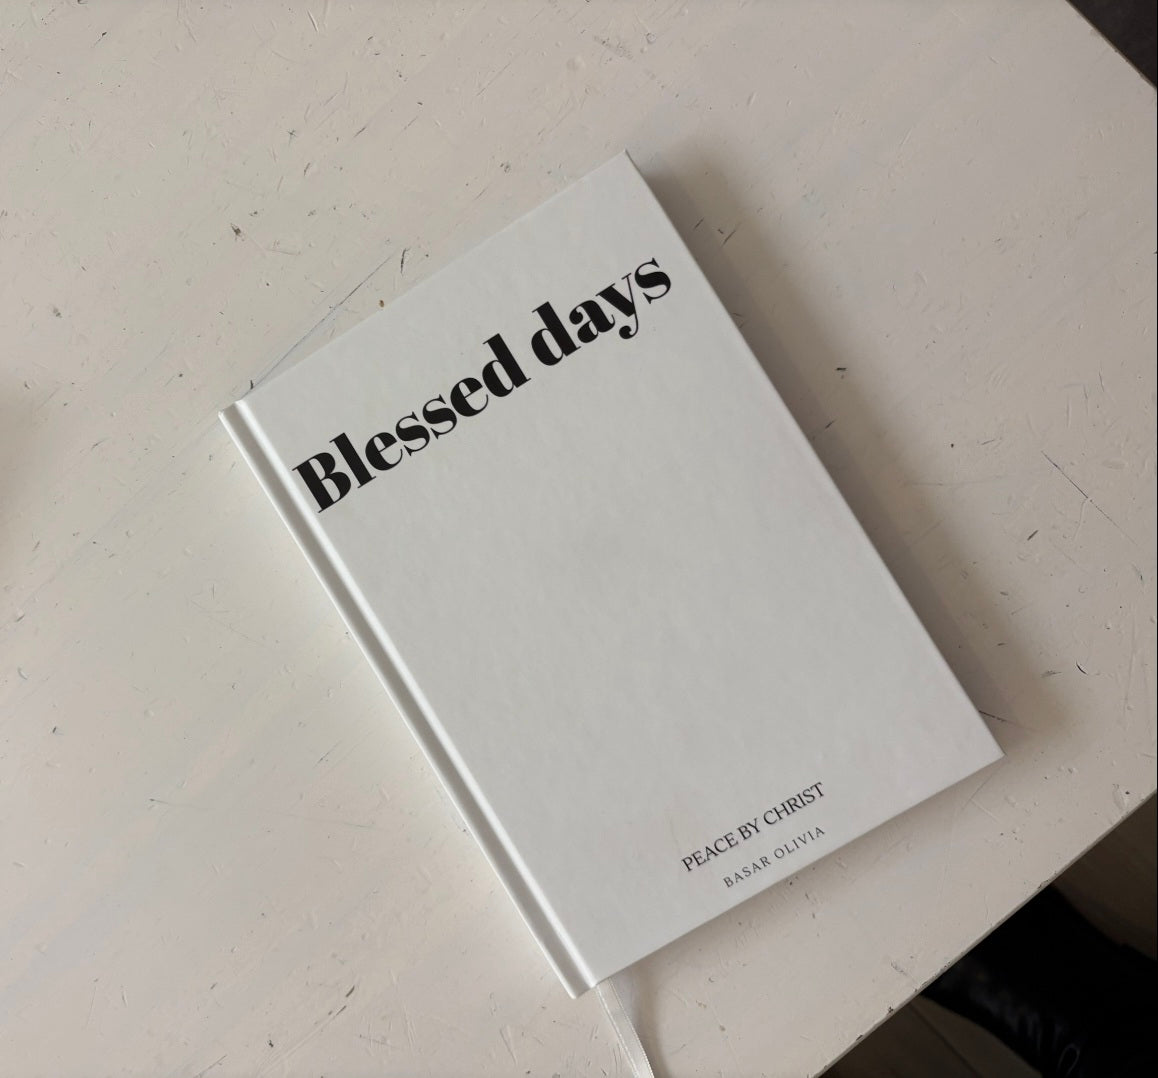 Blessed days
PEACE BY CHRIST
BASAR OLIVIA